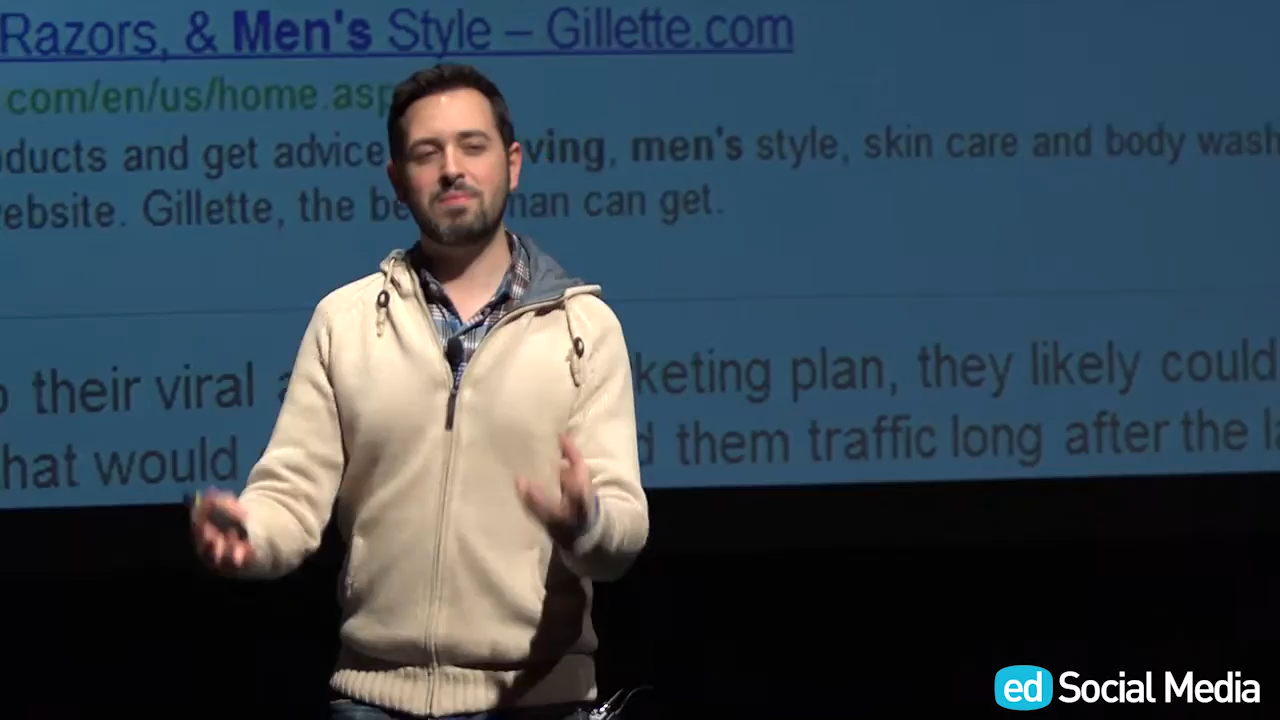 Razors, & Men's Style – Gillette.com
com/en/us/home.asp
oducts and get advice ving, men's style, skin care and body wash
website. Gillette, the be man can get.
o their viral a keting plan, they likely could
that would d them traffic long after the la
ed Social Media